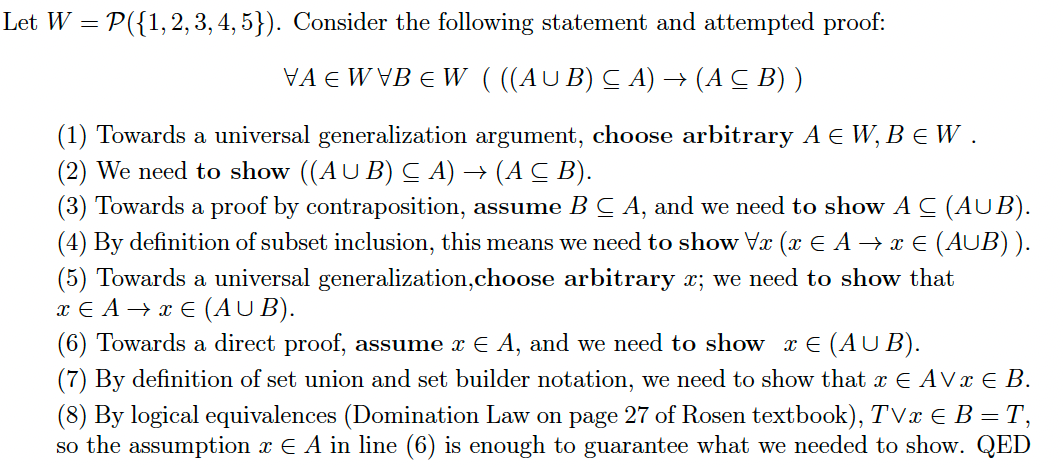 Let W = P({1, 2, 3, 4, 5}). Consider the following statement and attempted proof:
∀A ∈ W ∀B ∈ W ( ((A ∪ B) ⊆ A) → (A ⊆ B) )
(1) Towards a universal generalization argument, choose arbitrary A ∈ W, B ∈ W .
(2) We need to show ((A ∪ B) ⊆ A) → (A ⊆ B).
(3) Towards a proof by contraposition, assume B ⊆ A, and we need to show A ⊆ (A∪B).
(4) By definition of subset inclusion, this means we need to show ∀x (x ∈ A → x ∈ (A∪B) ).
(5) Towards a universal generalization,choose arbitrary x; we need to show that
x ∈ A → x ∈ (A ∪ B).
(6) Towards a direct proof, assume x ∈ A, and we need to show x ∈ (A ∪ B).
(7) By definition of set union and set builder notation, we need to show that x ∈ A∨x ∈ B.
(8) By logical equivalences (Domination Law on page 27 of Rosen textbook), T∨x ∈ B = T,
so the assumption x ∈ A in line (6) is enough to guarantee what we needed to show. QED